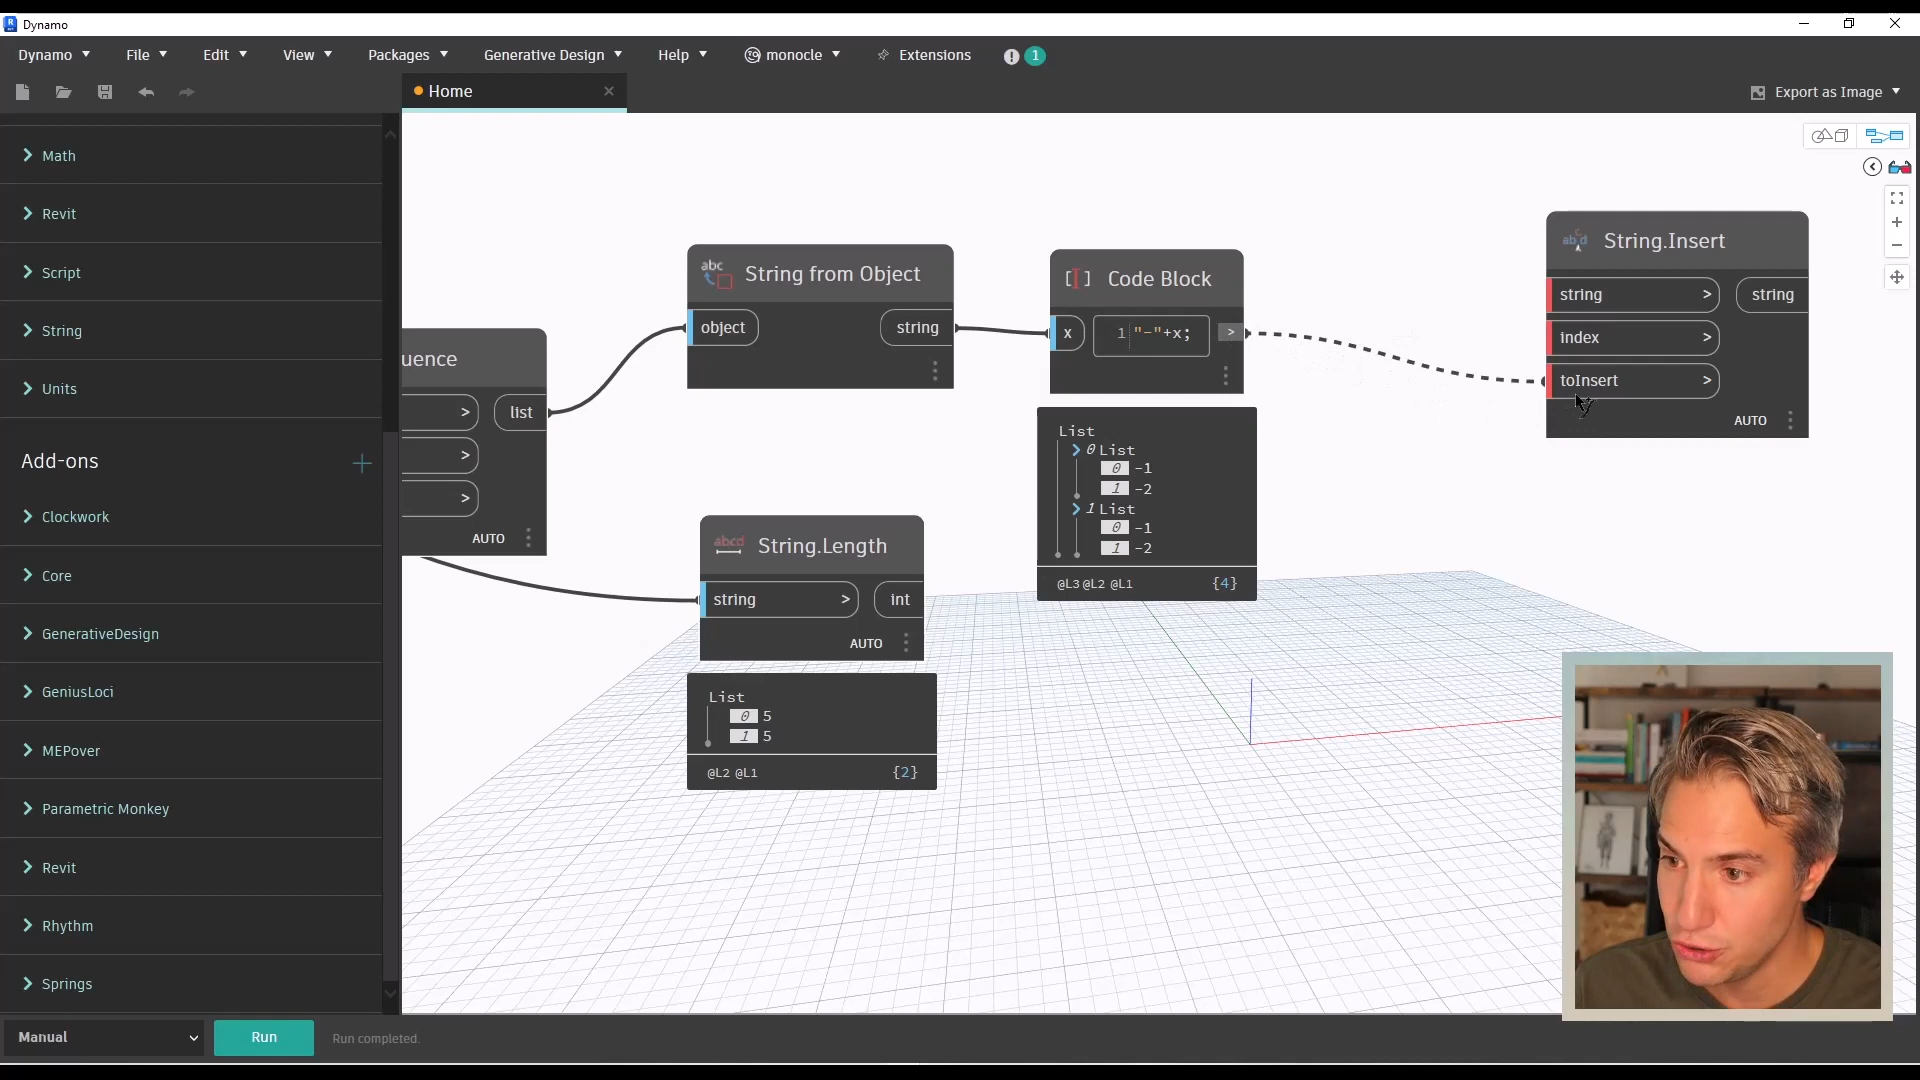 Dynamo
Dynamo File Edit View Packages Generative Design Help monocle Extensions 1
Home
Export as Image
Math
Revit
Script
String
Units
Add-ons
Clockwork
Core
GenerativeDesign
GeniusLoci
MEPover
Parametric Monkey
Revit
Rhythm
Springs
uence
> list
>
>
AUTO
abc
String from Object
object string
abcd
String.Length
string > int
AUTO
List
0 5
1 5
@L2 @L1 {2}
[ ] Code Block
x 1 "-"+x; >
List
0 List
0 -1
1 -2
1 List
0 -1
1 -2
@L3 @L2 @L1 {4}
String.Insert
string > string
index >
toInsert >
AUTO
Manual Run Run completed.